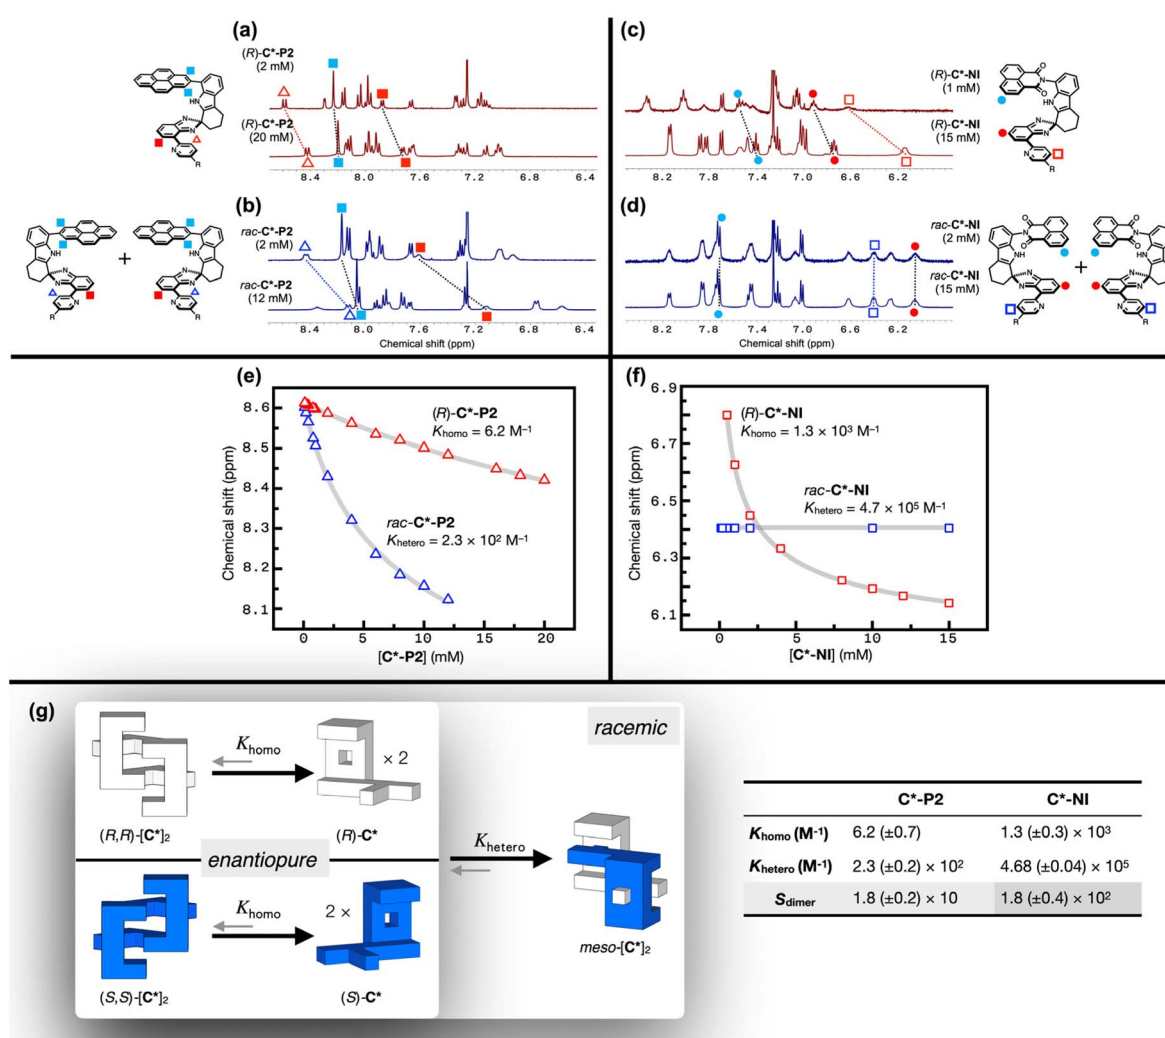 (a)
(R)-C*-P2
(2 mM)
(R)-C*-P2
(20 mM)
8.4 8.0 7.6 7.2 6.8
NH
N
N
N
R
(b)
rac-C*-P2
(2 mM)
rac-C*-P2
(12 mM)
8.4 8.0 7.6 7.2 6.8
Chemical shift (ppm)
NH
N
N
N
R
+
NH
N
N
N
R
(c)
(R)-C*-NI
(1 mM)
(R)-C*-NI
(15 mM)
8.2 7.8 7.4 7.0 6.6 6.2
O
N
O
NH
N
N
N
R
(d)
rac-C*-NI
(2 mM)
rac-C*-NI
(15 mM)
8.2 7.8 7.4 7.0 6.6 6.2
Chemical shift (ppm)
O
N
O
NH
N
N
N
R
+
O
N
O
NH
N
N
N
R
(e)
Chemical shift (ppm)
8.6
8.5
8.4
8.3
8.2
8.1
(R)-C*-P2
Khomo = 6.2 M−1
rac-C*-P2
Khetero = 2.3 × 10² M−1
0 5 10 15 20
[C*-P2] (mM)
(f)
Chemical shift (ppm)
6.9
6.7
6.5
6.3
6.1
(R)-C*-NI
Khomo = 1.3 × 10³ M−1
rac-C*-NI
Khetero = 4.7 × 10⁵ M−1
0 5 10 15
[C*-NI] (mM)
(g)
Khomo
× 2
(R,R)-[C*]2
(R)-C*
enantiopure
Khomo
2 ×
(S,S)-[C*]2
(S)-C*
racemic
Khetero
meso-[C*]2
C*-P2 C*-NI
Khomo (M-1) 6.2 (±0.7) 1.3 (±0.3) × 10³
Khetero (M-1) 2.3 (±0.2) × 10² 4.68 (±0.04) × 10⁵
Sdimer 1.8 (±0.2) × 10 1.8 (±0.4) × 10²